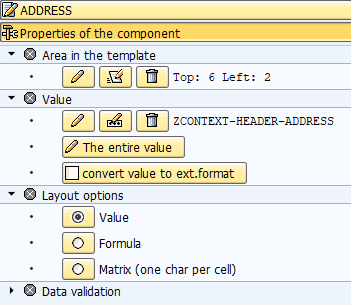 ADDRESS
Properties of the component
Area in the template
Top: 6 Left: 2
Value
ZCONTEXT-HEADER-ADDRESS
The entire value
convert value to ext.format
Layout options
Value
Formula
Matrix (one char per cell)
Data validation